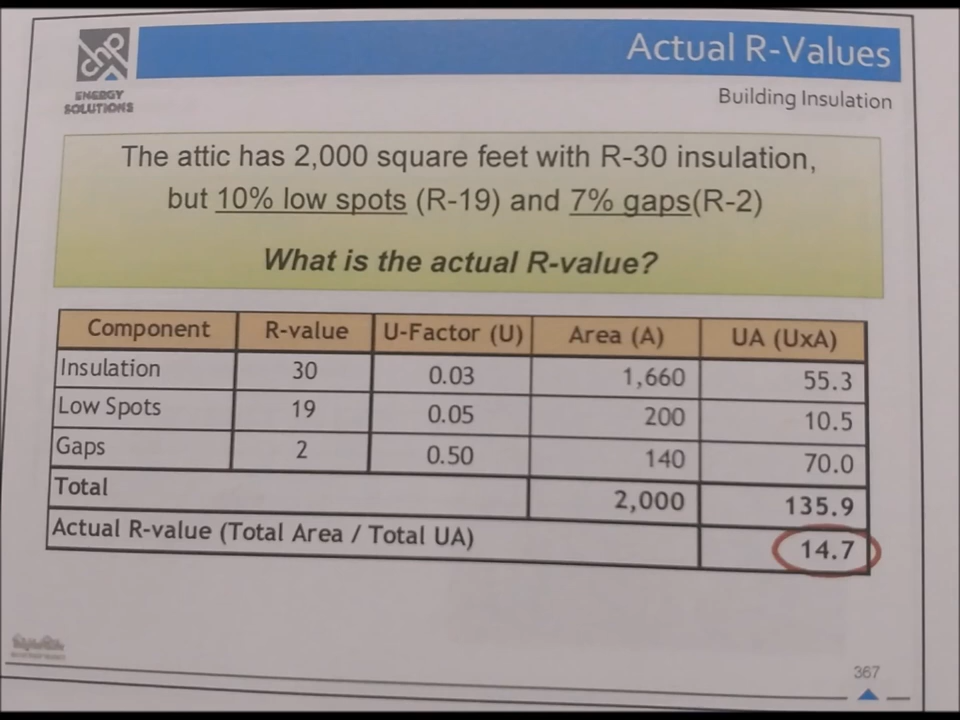 Actual R-Values
chp
ENERGY
SOLUTIONS
Building Insulation
The attic has 2,000 square feet with R-30 insulation,
but 10% low spots (R-19) and 7% gaps(R-2)
What is the actual R-value?
Component R-value U-Factor (U) Area (A) UA (UxA)
Insulation 30 0.03 1,660 55.3
Low Spots 19 0.05 200 10.5
Gaps 2 0.50 140 70.0
Total 2,000 135.9
Actual R-value (Total Area / Total UA) 14.7
367